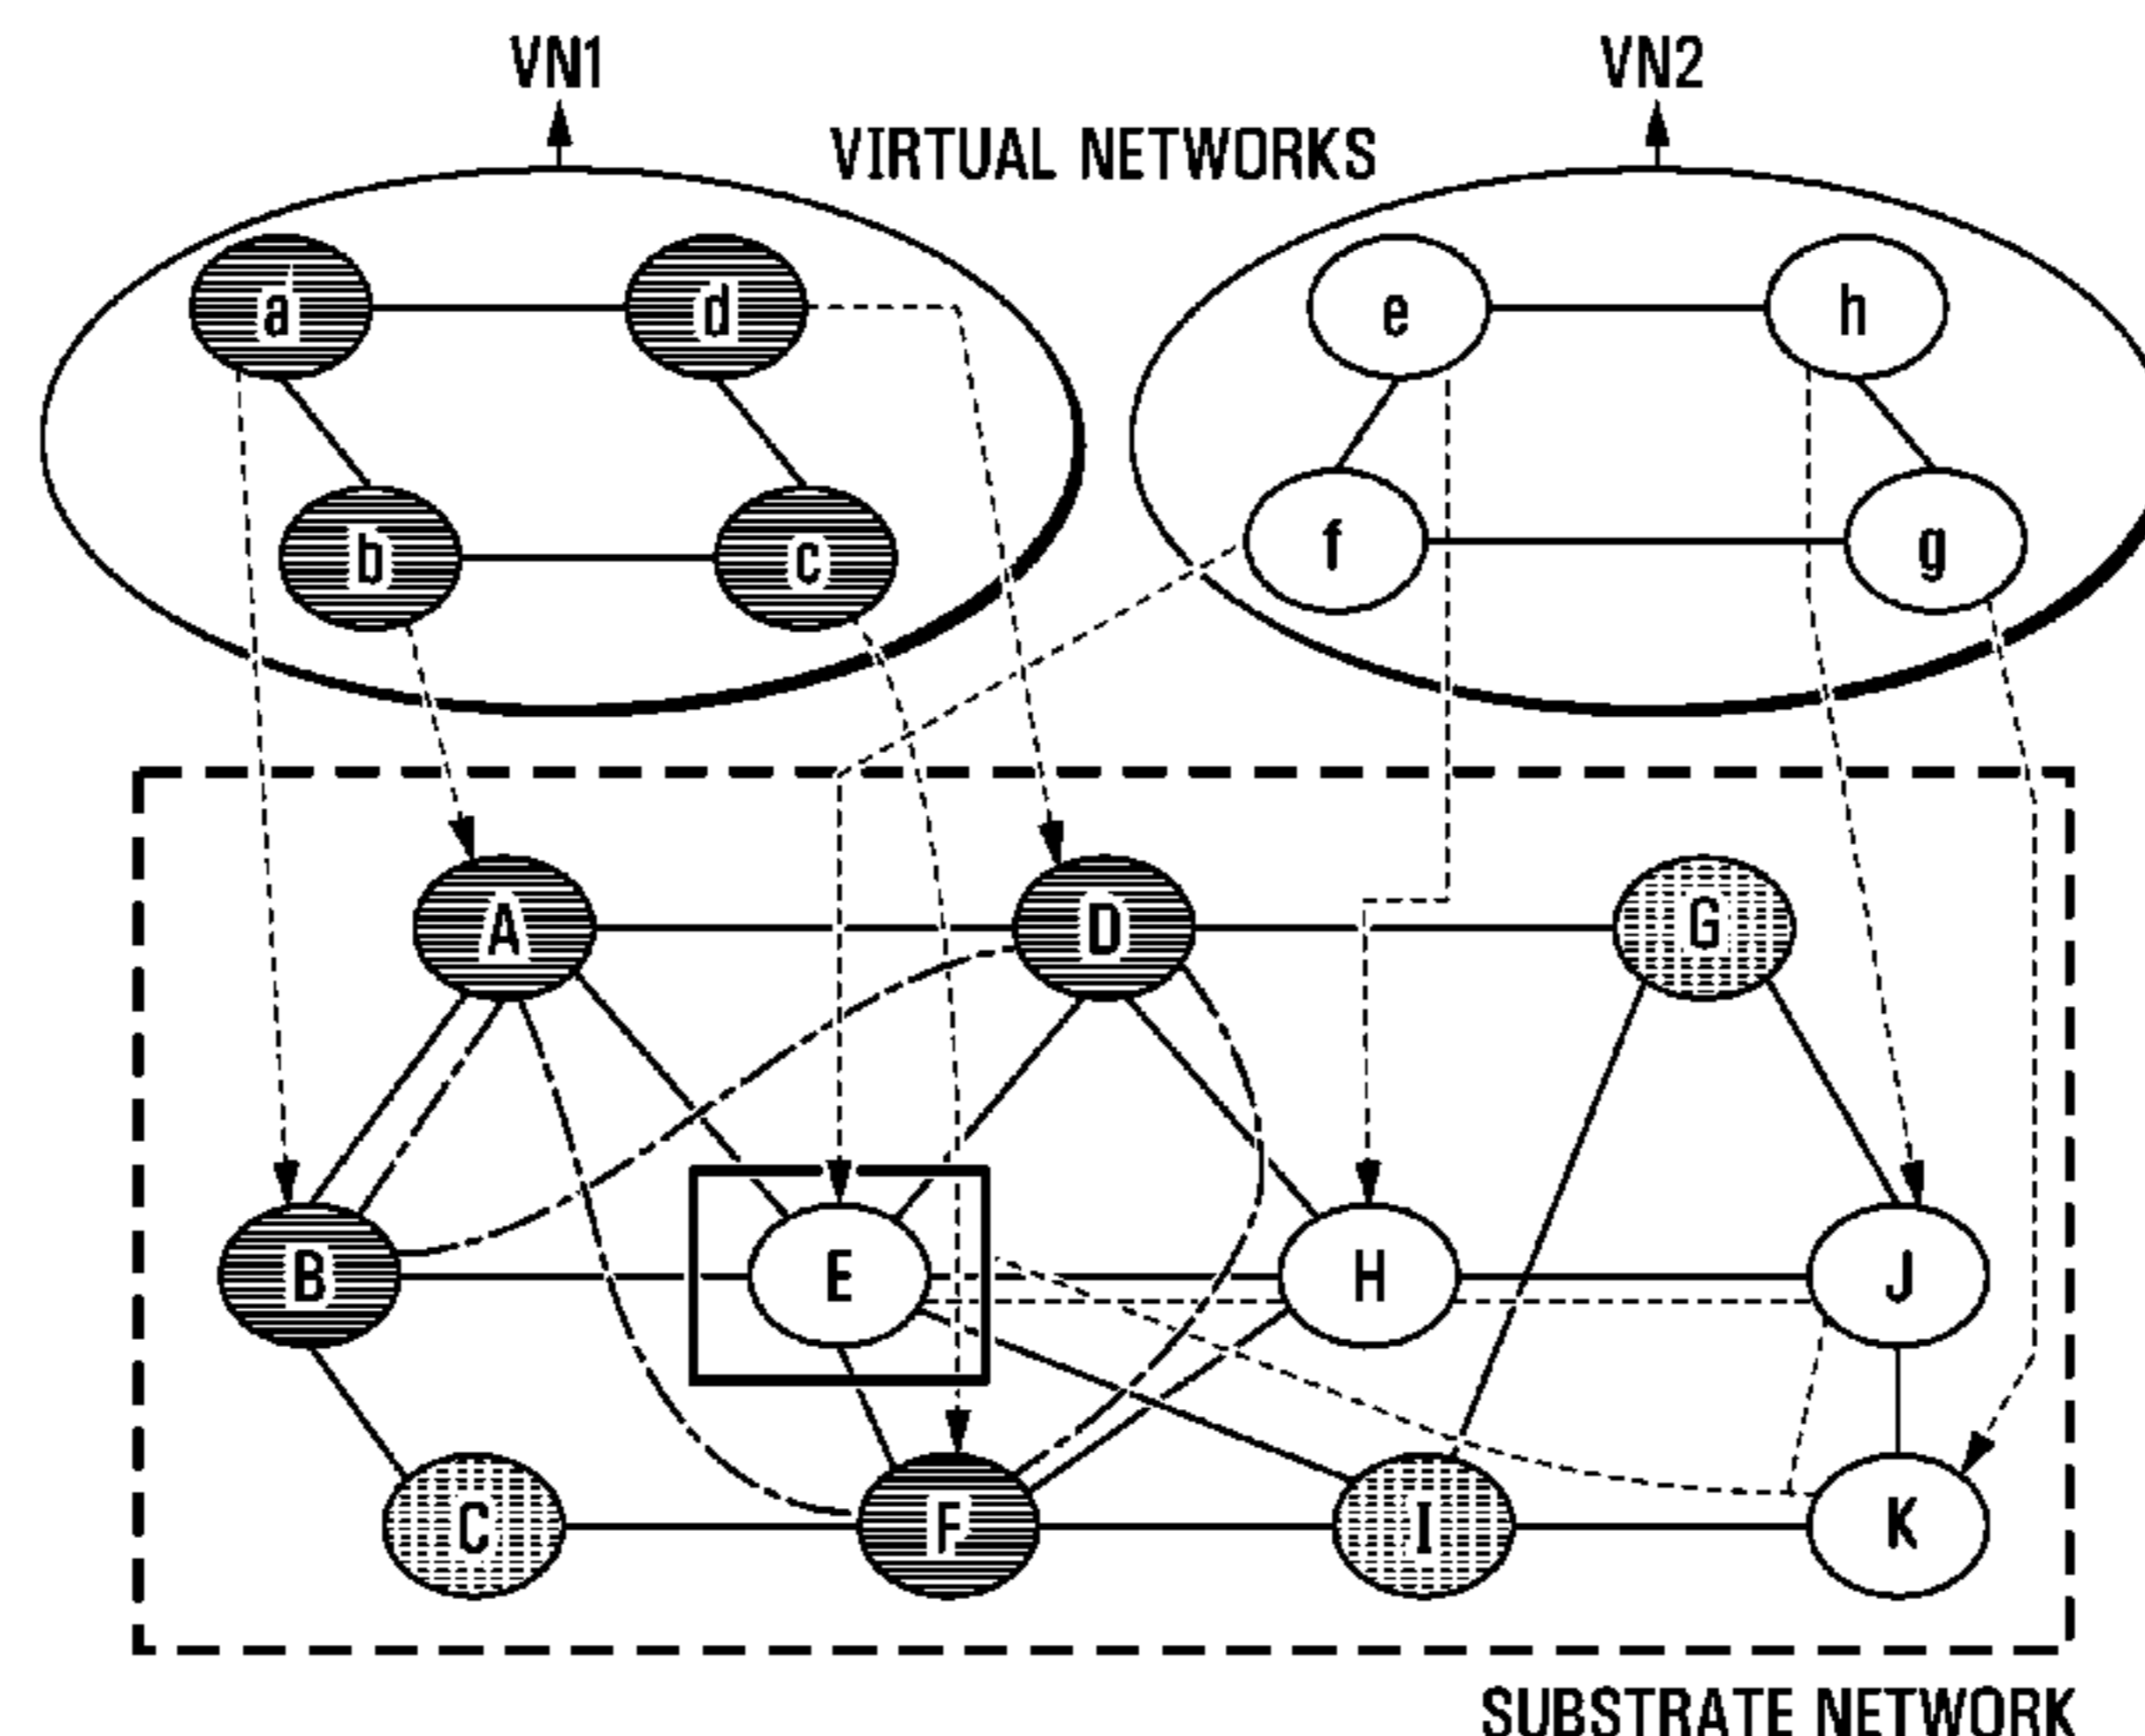 VN1 VN2
VIRTUAL NETWORKS
a d e h
b c f g
A D G
B E H J
C F I K
SUBSTRATE NETWORK